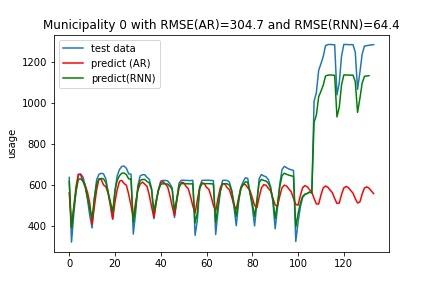 Municipality 0 with RMSE(AR)=304.7 and RMSE(RNN)=64.4
test data
predict (AR)
predict(RNN)
usage
1200
1000
800
600
400
0 20 40 60 80 100 120